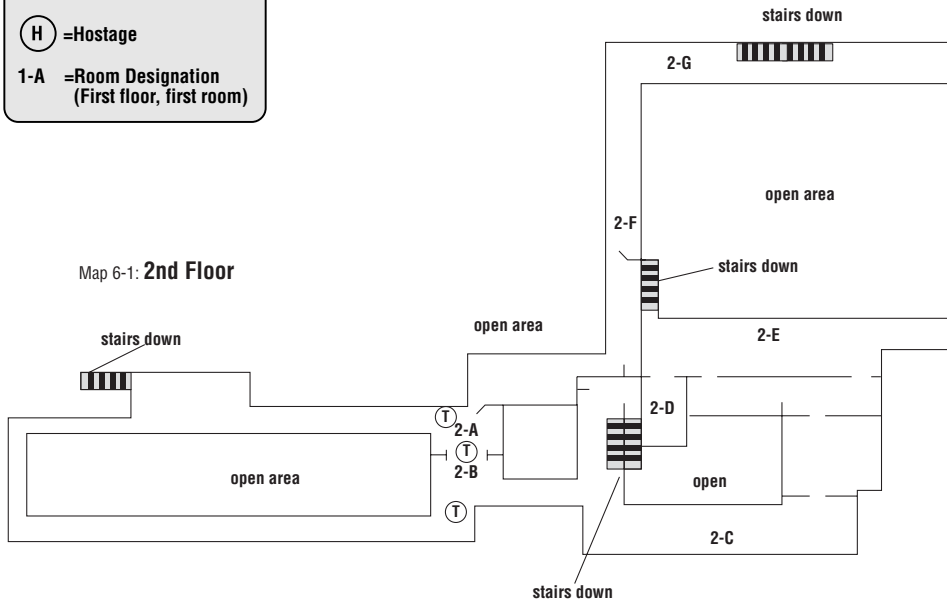 H =Hostage
1-A =Room Designation
(First floor, first room)
stairs down
2-G
open area
2-F
Map 6-1: 2nd Floor
stairs down
open area
2-E
stairs down
T
2-A
2-D
T
2-B
open area
open
T
2-C
stairs down